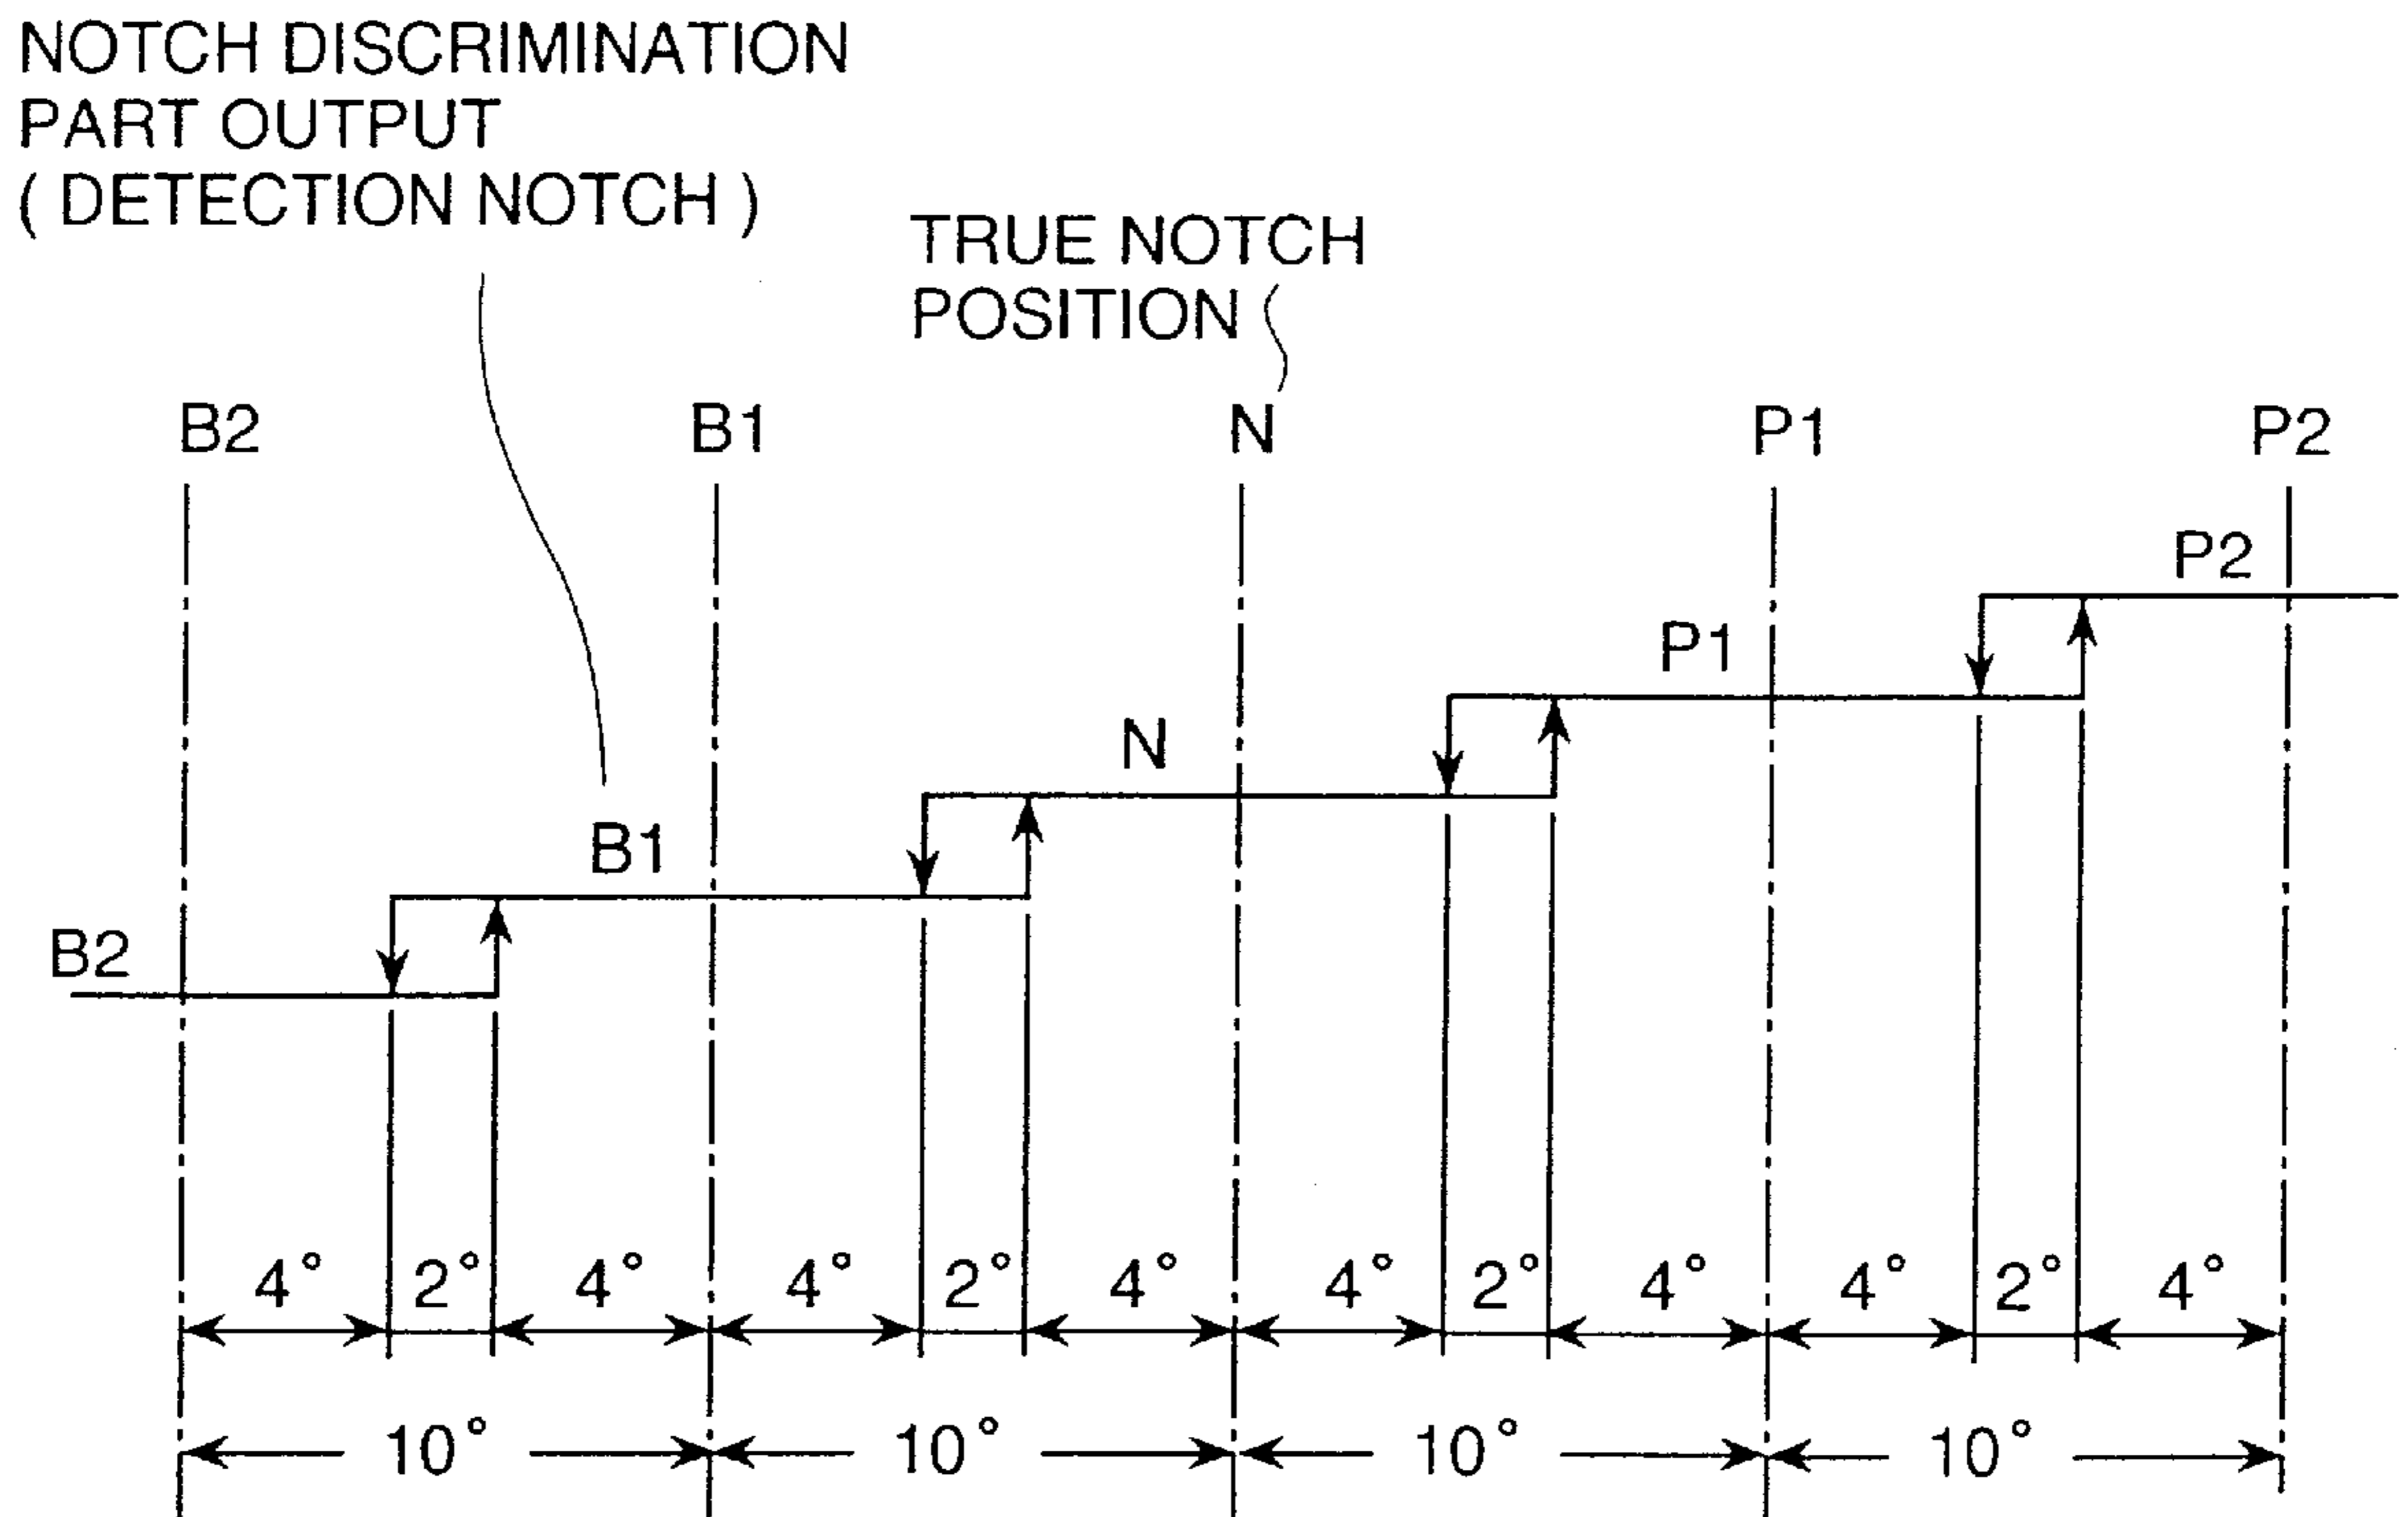 NOTCH DISCRIMINATION
PART OUTPUT
( DETECTION NOTCH )
TRUE NOTCH
POSITION
B2 B1 N P1 P2
P2
P1
N
B1
B2
4° 2° 4° 4° 2° 4° 4° 2° 4° 4° 2° 4°
10° 10° 10° 10°